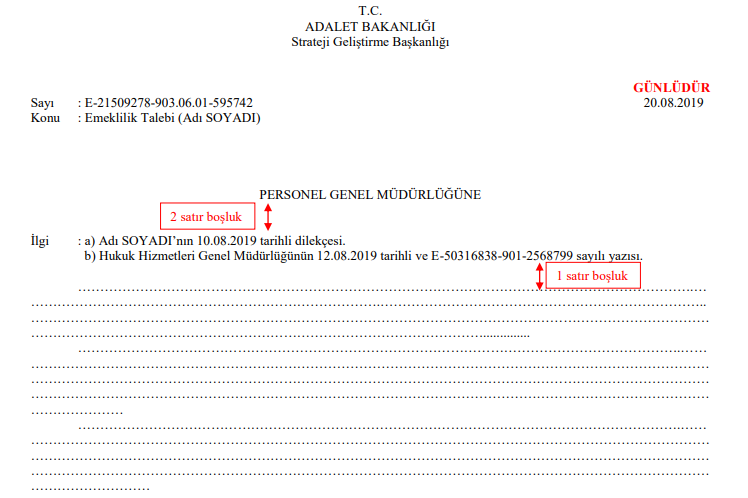 T.C.
ADALET BAKANLIĞI
Strateji Geliştirme Başkanlığı
GÜNLÜDÜR
Sayı : E-21509278-903.06.01-595742 20.08.2019
Konu : Emeklilik Talebi (Adı SOYADI)
PERSONEL GENEL MÜDÜRLÜĞÜNE
2 satır boşluk
İlgi : a) Adı SOYADI’nın 10.08.2019 tarihli dilekçesi.
b) Hukuk Hizmetleri Genel Müdürlüğünün 12.08.2019 tarihli ve E-50316838-901-2568799 sayılı yazısı.
1 satır boşluk